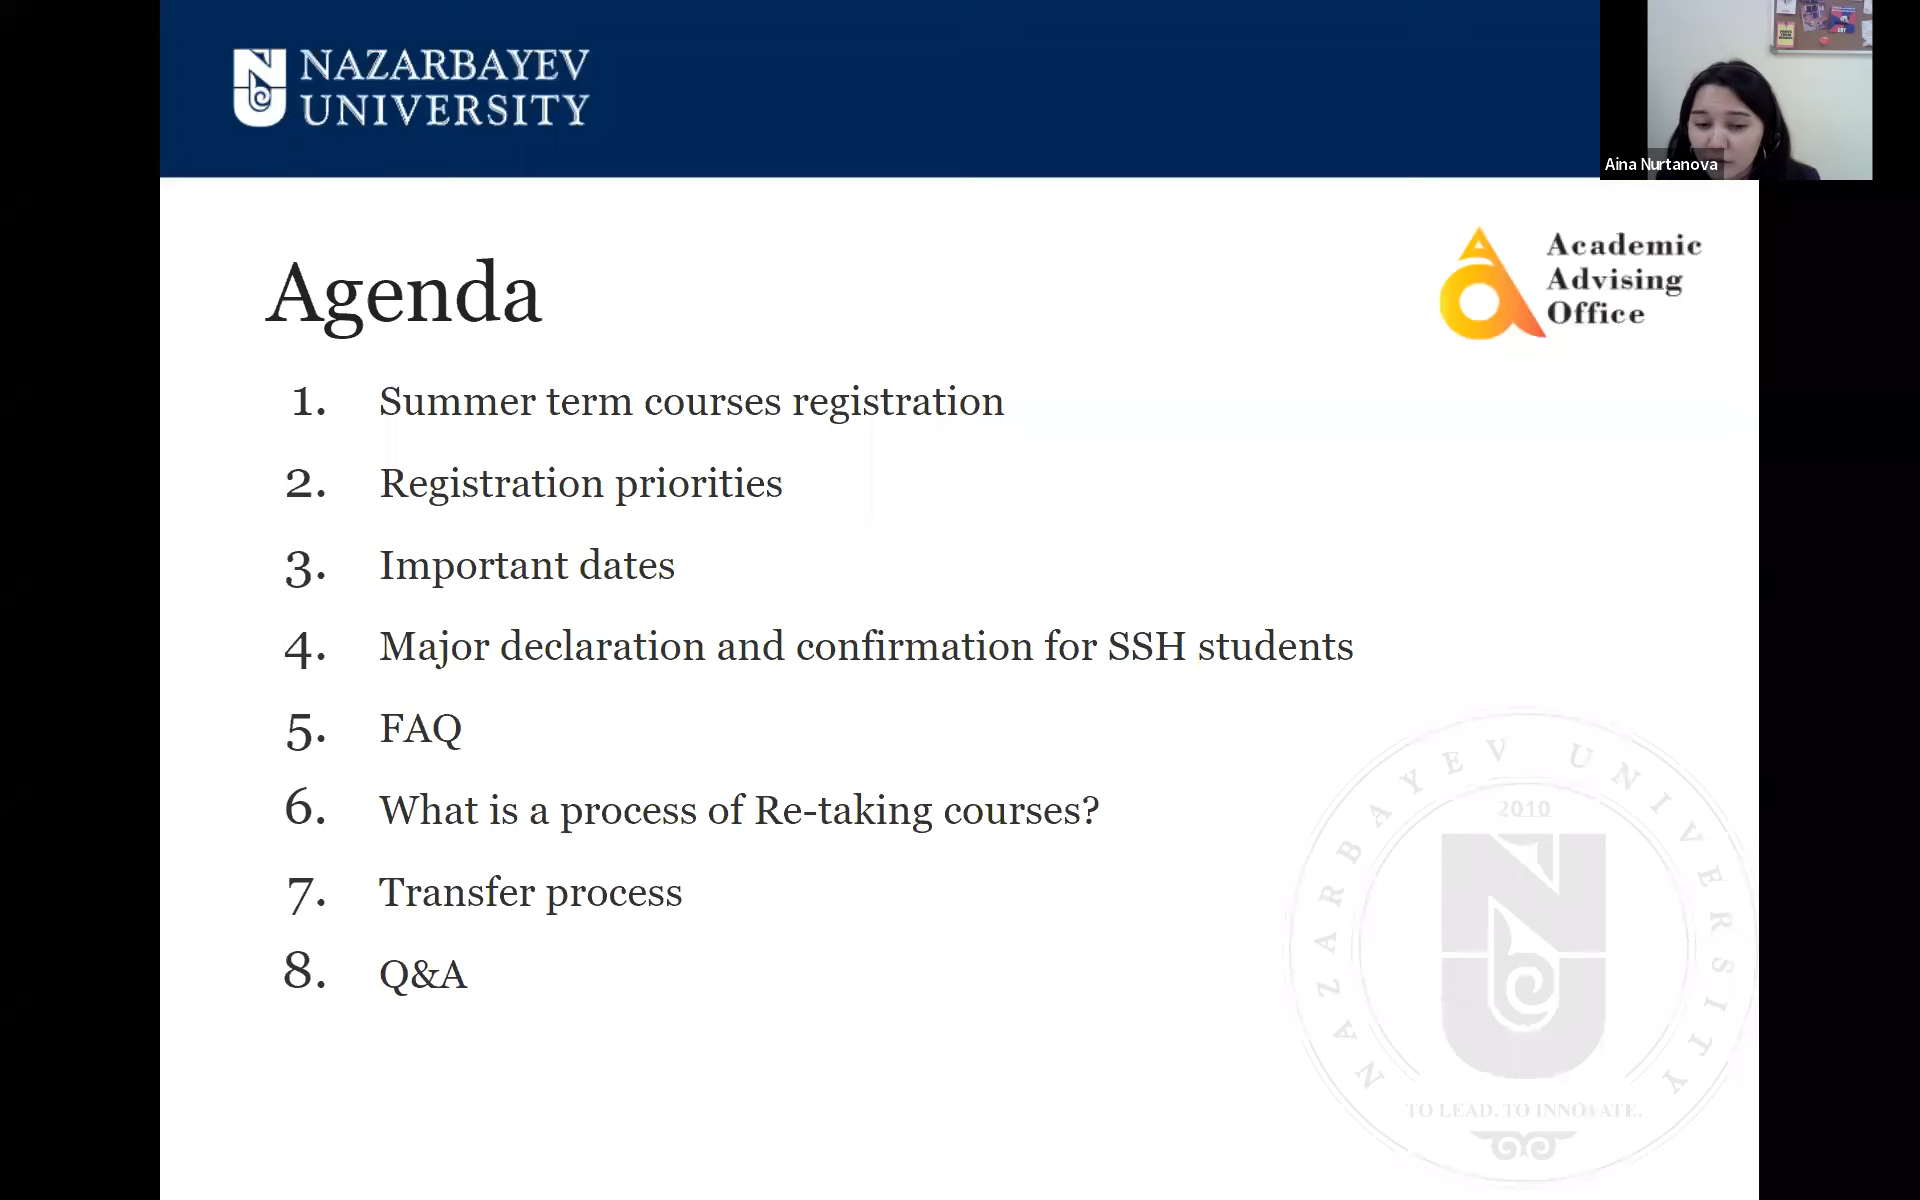 NAZARBAYEV
UNIVERSITY
Aina Nurtanova
Academic
Advising
Office
Agenda
1. Summer term courses registration
2. Registration priorities
3. Important dates
4. Major declaration and confirmation for SSH students
5. FAQ
6. What is a process of Re-taking courses?
7. Transfer process
8. Q&A
NAZARBAYEV UNIVERSITY
2010
TO LEAD. TO INNOVATE.